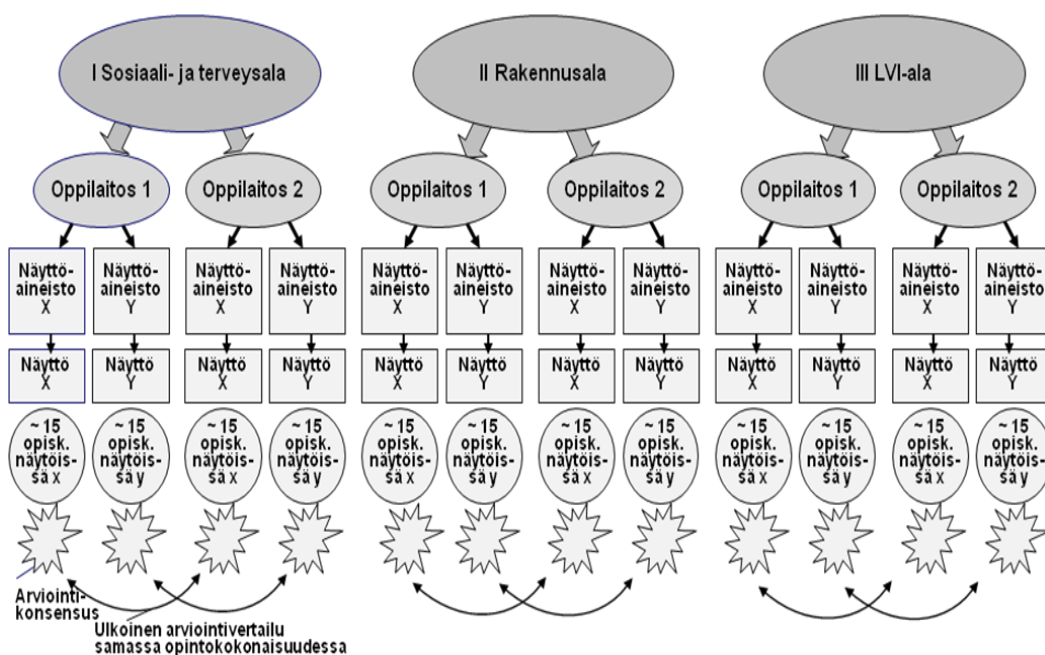 I Sosiaali- ja terveysala
II Rakennusala
III LVI-ala
Oppilaitos 1
Oppilaitos 2
Oppilaitos 1
Oppilaitos 2
Oppilaitos 1
Oppilaitos 2
Näyttö-
aineisto
X
Näyttö-
aineisto
Y
Näyttö-
aineisto
X
Näyttö-
aineisto
Y
Näyttö-
aineisto
X
Näyttö-
aineisto
Y
Näyttö-
aineisto
X
Näyttö-
aineisto
Y
Näyttö-
aineisto
X
Näyttö-
aineisto
Y
Näyttö-
aineisto
X
Näyttö-
aineisto
Y
Näyttö
X
Näyttö
Y
Näyttö
X
Näyttö
Y
Näyttö
X
Näyttö
Y
Näyttö
X
Näyttö
Y
Näyttö
X
Näyttö
Y
Näyttö
X
Näyttö
Y
~ 15
opisk.
näytöis-
sä x
~ 15
opisk.
näytöis-
sä y
~ 15
opisk.
näytöis-
sä x
~ 15
opisk.
näytöis-
sä y
~ 15
opisk.
näytöis-
sä x
~ 15
opisk.
näytöis-
sä y
~ 15
opisk.
näytöis-
sä x
~ 15
opisk.
näytöis-
sä y
~ 15
opisk.
näytöis-
sä x
~ 15
opisk.
näytöis-
sä y
~ 15
opisk.
näytöis-
sä x
~ 15
opisk.
näytöis-
sä y
Arviointi-
konsensus
Ulkoinen arviointivertailu
samassa opintokokonaisuudessa